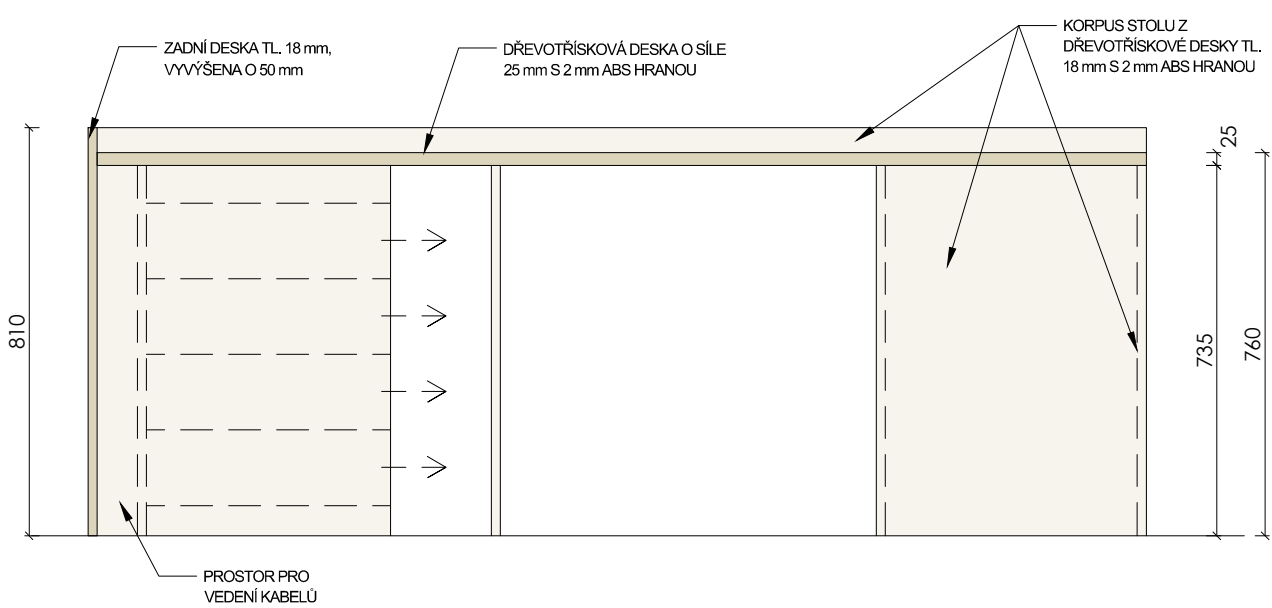 ZADNÍ DESKA TL. 18 mm,
VYVÝŠENA O 50 mm
DŘEVOTŘÍSKOVÁ DESKA O SÍLE
25 mm S 2 mm ABS HRANOU
KORPUS STOLU Z
DŘEVOTŘÍSKOVÉ DESKY TL.
18 mm S 2 mm ABS HRANOU
25
810
735
760
PROSTOR PRO
VEDENÍ KABELŮ